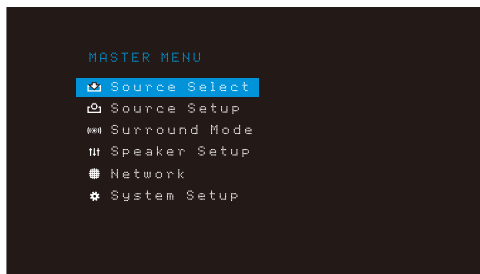 MASTER MENU
Source Select
Source Setup
Surround Mode
Speaker Setup
Network
System Setup